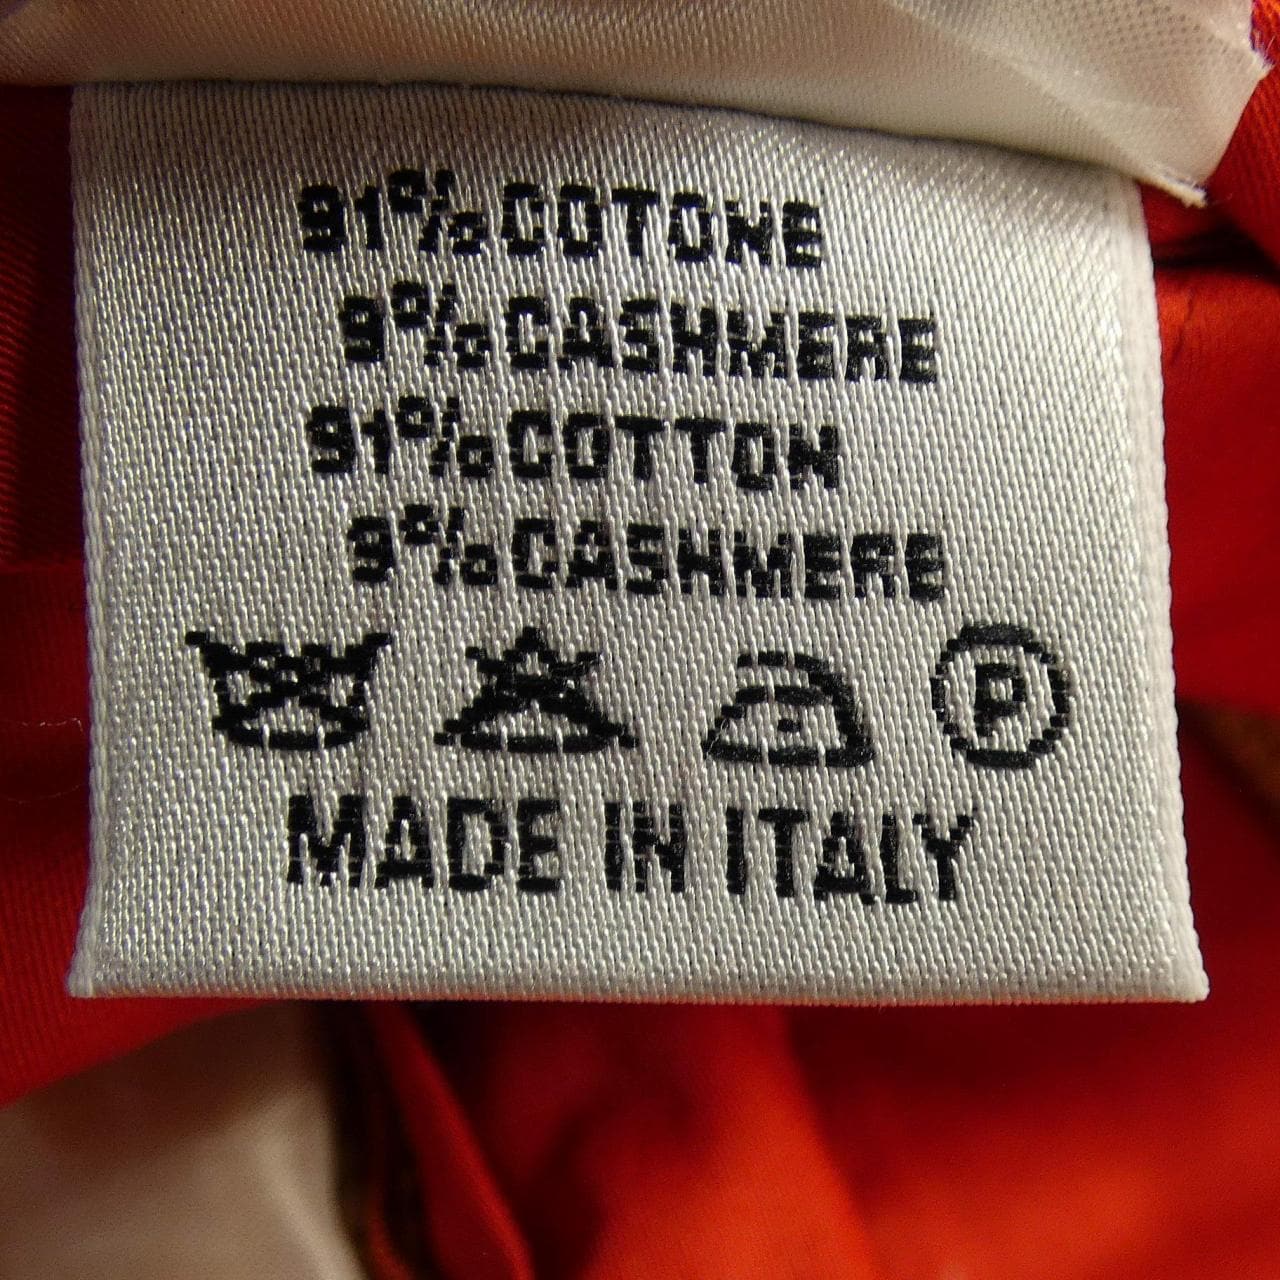 91% COTONE
9% CASHMERE
91% COTTON
9% CASHMERE
P
MADE IN ITALY